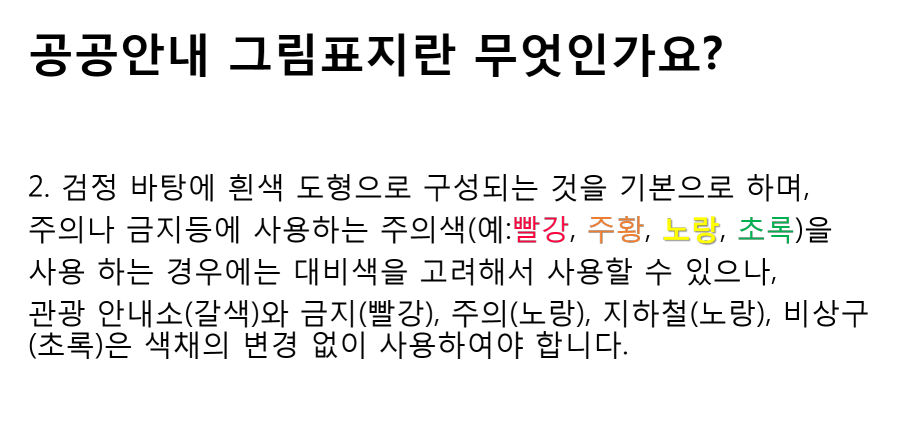 공공안내 그림표지란 무엇인가요?
2. 검정 바탕에 흰색 도형으로 구성되는 것을 기본으로 하며,
주의나 금지등에 사용하는 주의색(예:빨강, 주황, 노랑, 초록)을
사용 하는 경우에는 대비색을 고려해서 사용할 수 있으나,
관광 안내소(갈색)와 금지(빨강), 주의(노랑), 지하철(노랑), 비상구
(초록)은 색채의 변경 없이 사용하여야 합니다.